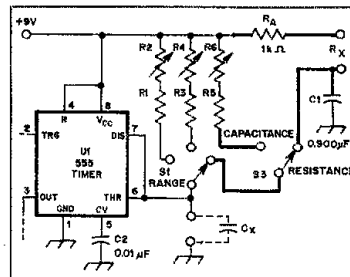 +9V
R2
R4
R6
RA
1kΩ
RX
R1
R3
R5
C1
0.900µF
4
8
R
VCC
2
TRG
DIS
7
U1
555
TIMER
CAPACITANCE
S1
RANGE
S3
RESISTANCE
3
OUT
THR
6
GND
CV
1
5
C2
0.01µF
CX